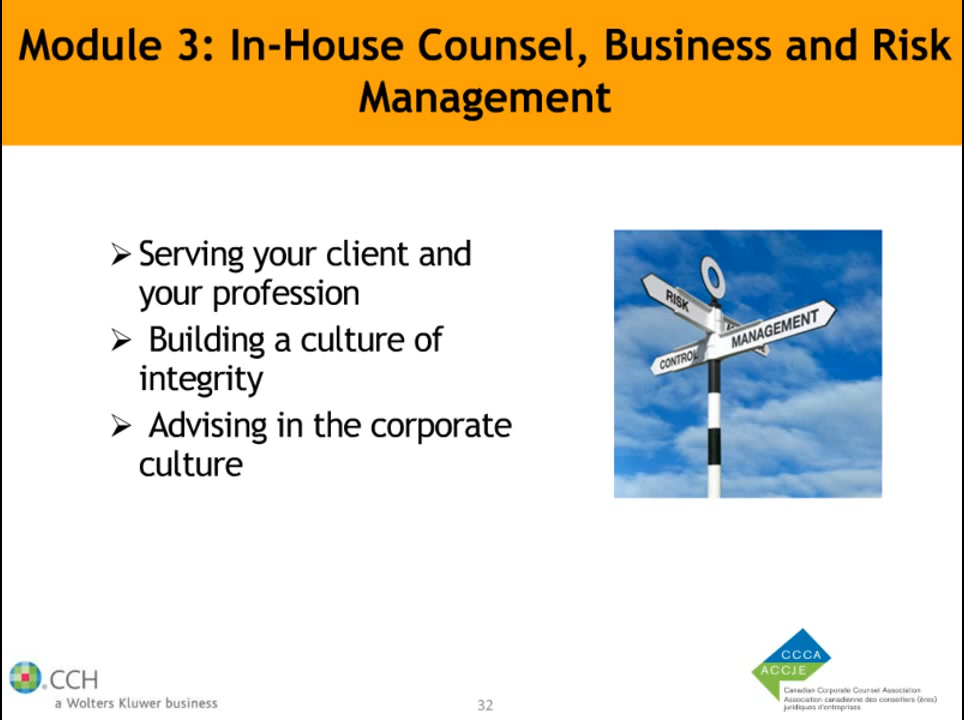 Module 3: In-House Counsel, Business and Risk
Management
➢ Serving your client and
your profession
➢ Building a culture of
integrity
➢ Advising in the corporate
culture
RISK
MANAGEMENT
CONTROL
CCH
a Wolters Kluwer business
32
CCCA
ACCJE
Canadian Corporate Counsel Association
Association canadienne des conseillers (ères)
juridiques d'entreprises